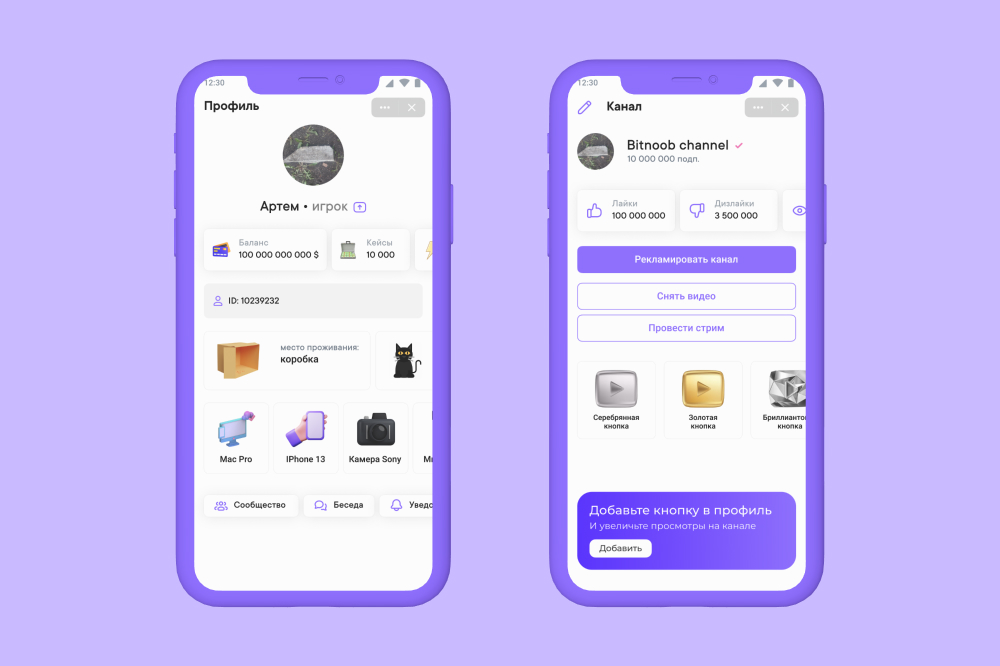 12:30
Профиль
Артем • игрок
Баланс
100 000 000 000 $
Кейсы
10 000
ID: 10239232
место проживания:
коробка
Mac Pro
IPhone 13
Камера Sony
Сообщество
Беседа
Уведо
12:30
Канал
Bitnoob channel
10 000 000 подп.
Лайки
100 000 000
Дизлайки
3 500 000
Рекламировать канал
Снять видео
Провести стрим
Серебрянная
кнопка
Золотая
кнопка
Бриллианто
кнопка
Добавьте кнопку в профиль
И увеличьте просмотры на канале
Добавить